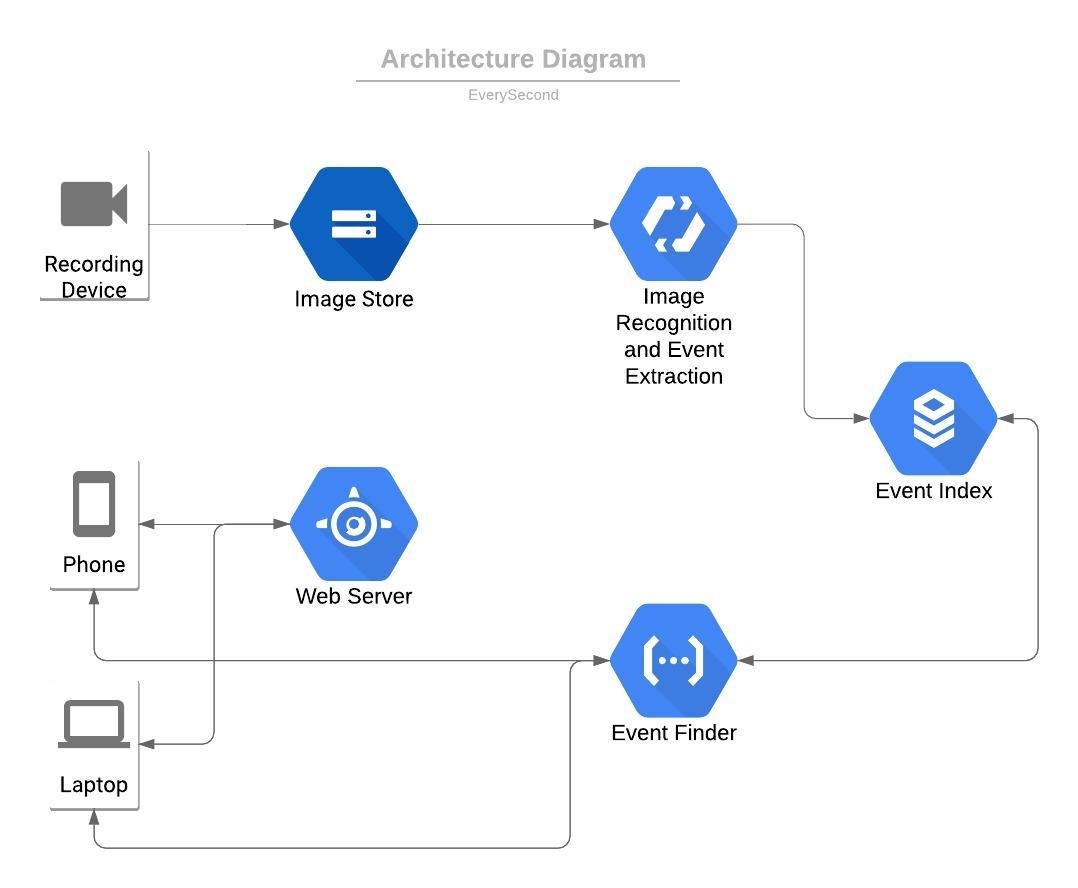 Architecture Diagram
EverySecond
Recording
Device
Image Store
Image
Recognition
and Event
Extraction
Event Index
Phone
Web Server
Event Finder
Laptop